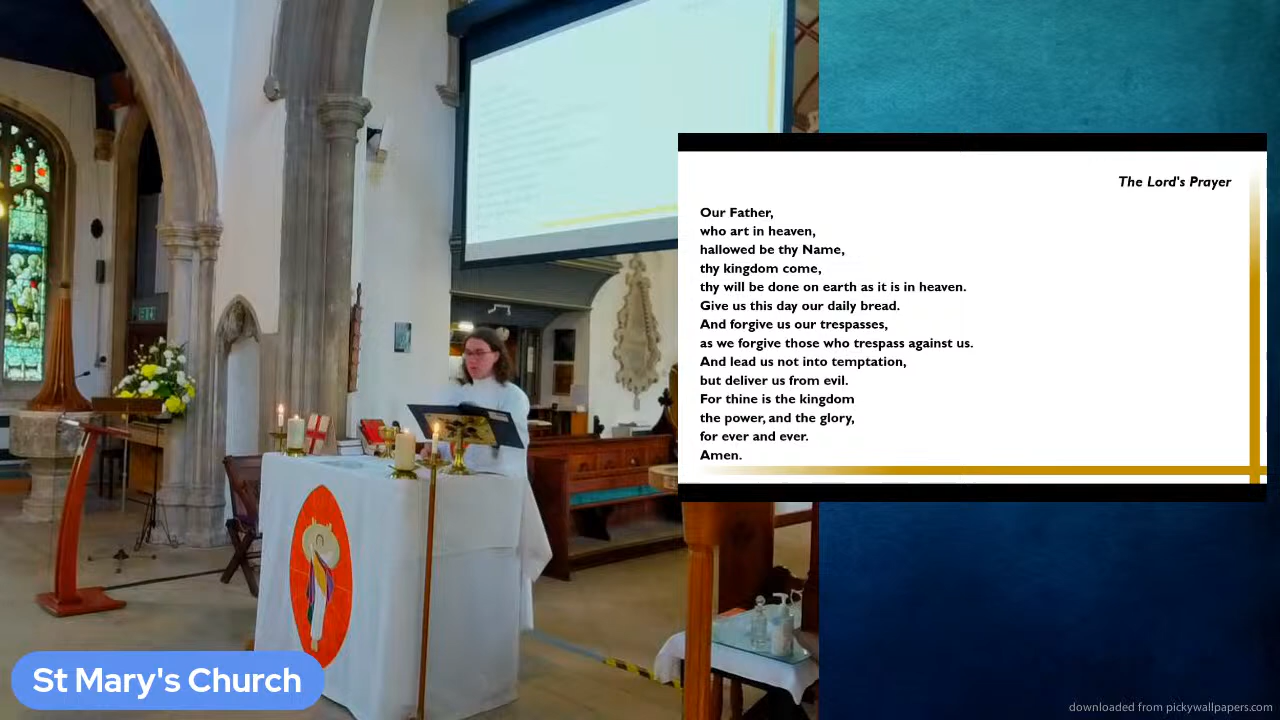 The Lord's Prayer
Our Father,
who art in heaven,
hallowed be thy Name,
thy kingdom come,
thy will be done on earth as it is in heaven.
Give us this day our daily bread.
And forgive us our trespasses,
as we forgive those who trespass against us.
And lead us not into temptation,
but deliver us from evil.
For thine is the kingdom
the power, and the glory,
for ever and ever.
Amen.
St Mary's Church
downloaded from pickywallpapers.com